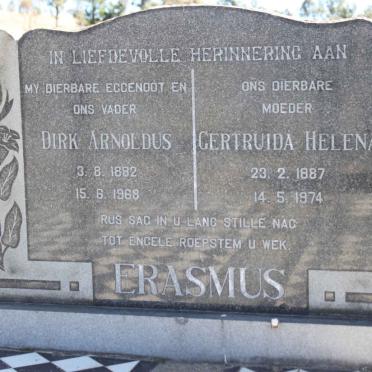 IN LIEFDEVOLLE HERINNERING AAN
MY DIERBARE EGGENOOT EN
ONS VADER
DIRK ARNOLDUS
3. 8. 1882
15. 6. 1968
ONS DIERBARE
MOEDER
GERTRUIDA HELENA
23. 2. 1887
14. 5. 1974
RUS SAG IN U LANG STILLE NAG
TOT ENGELE ROEPSTEM U WEK.
ERASMUS